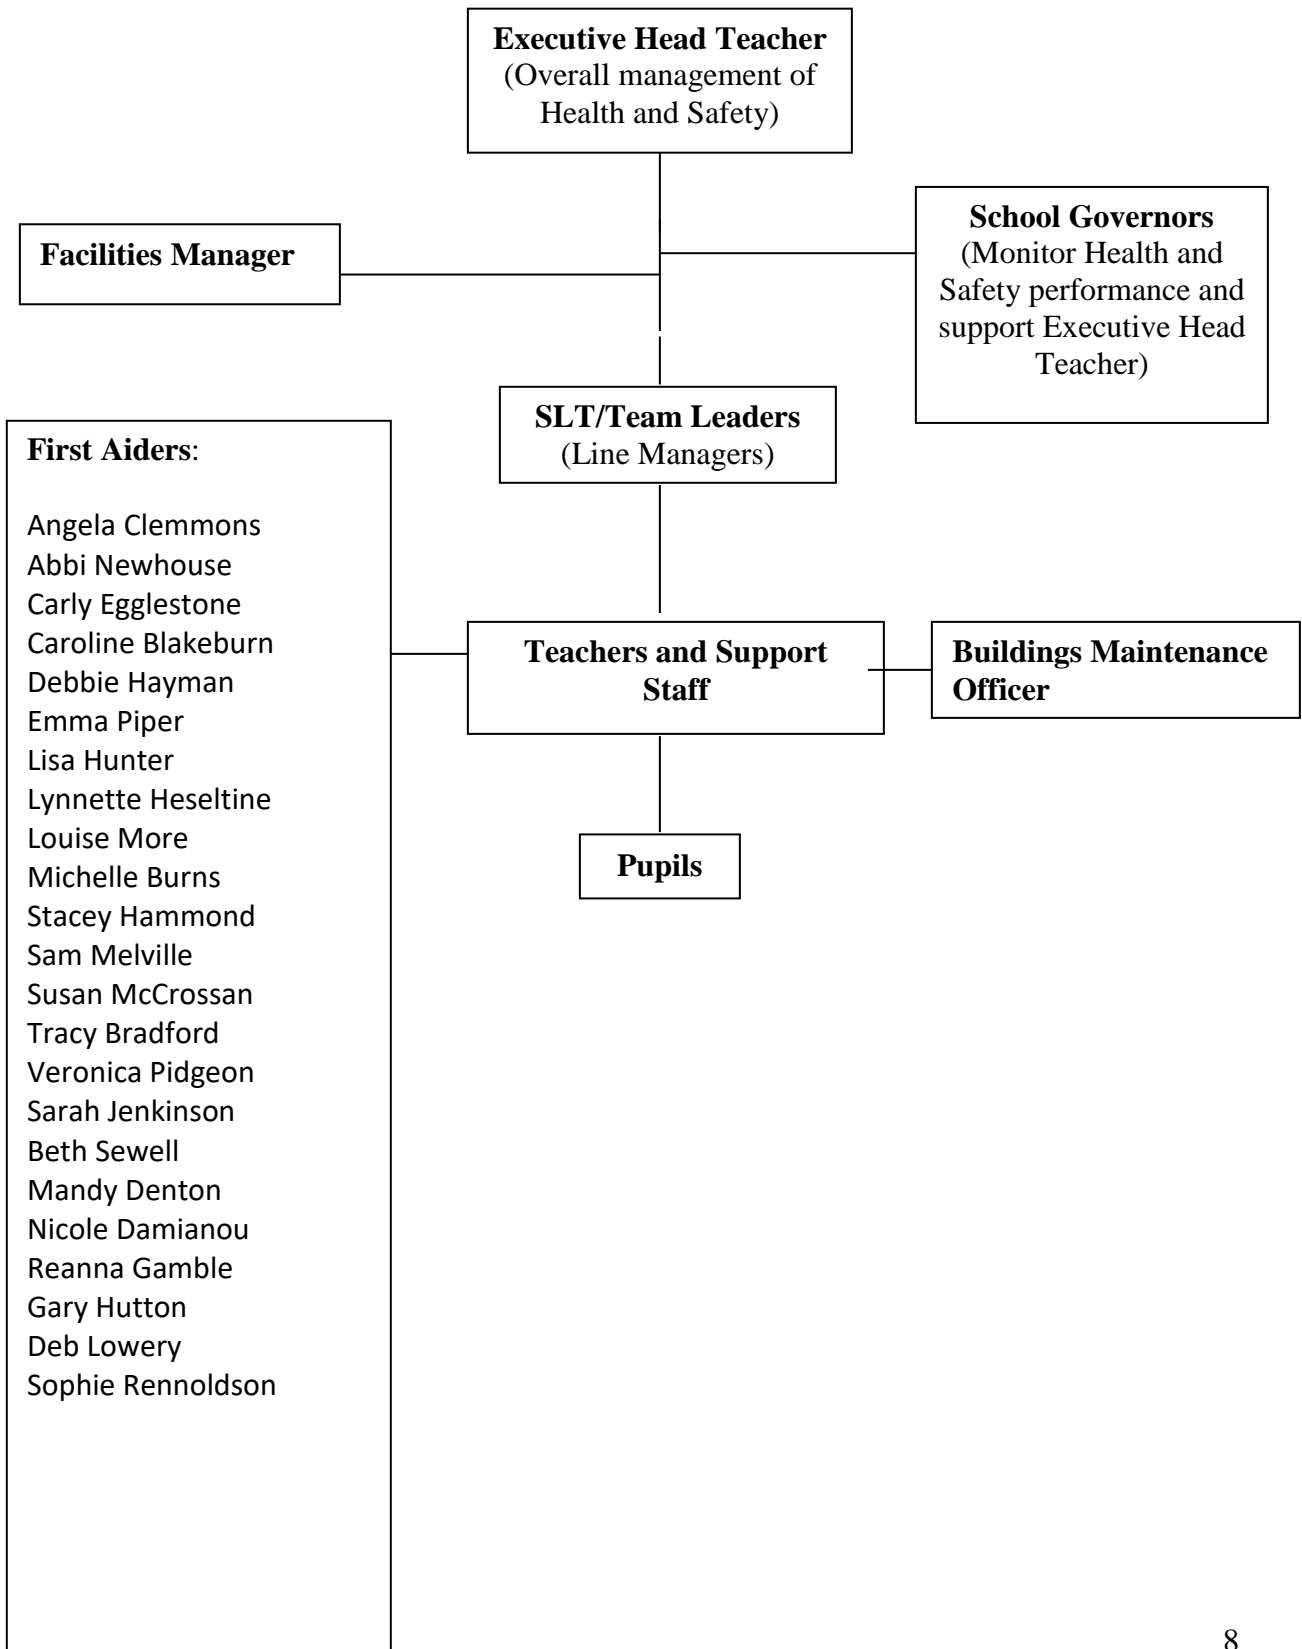 Executive Head Teacher
(Overall management of
Health and Safety)
School Governors
(Monitor Health and
Safety performance and
support Executive Head
Teacher)
Facilities Manager
SLT/Team Leaders
(Line Managers)
First Aiders:
Angela Clemmons
Abbi Newhouse
Carly Egglestone
Caroline Blakeburn
Debbie Hayman
Emma Piper
Lisa Hunter
Lynnette Heseltine
Louise More
Michelle Burns
Stacey Hammond
Sam Melville
Susan McCrossan
Tracy Bradford
Veronica Pidgeon
Sarah Jenkinson
Beth Sewell
Mandy Denton
Nicole Damianou
Reanna Gamble
Gary Hutton
Deb Lowery
Sophie Rennoldson
Teachers and Support
Staff
Buildings Maintenance
Officer
Pupils
8